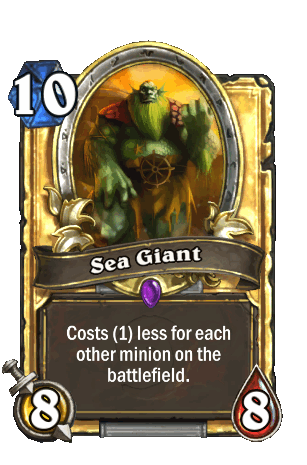 10
Sea Giant
Costs (1) less for each
other minion on the
battlefield.
8
8